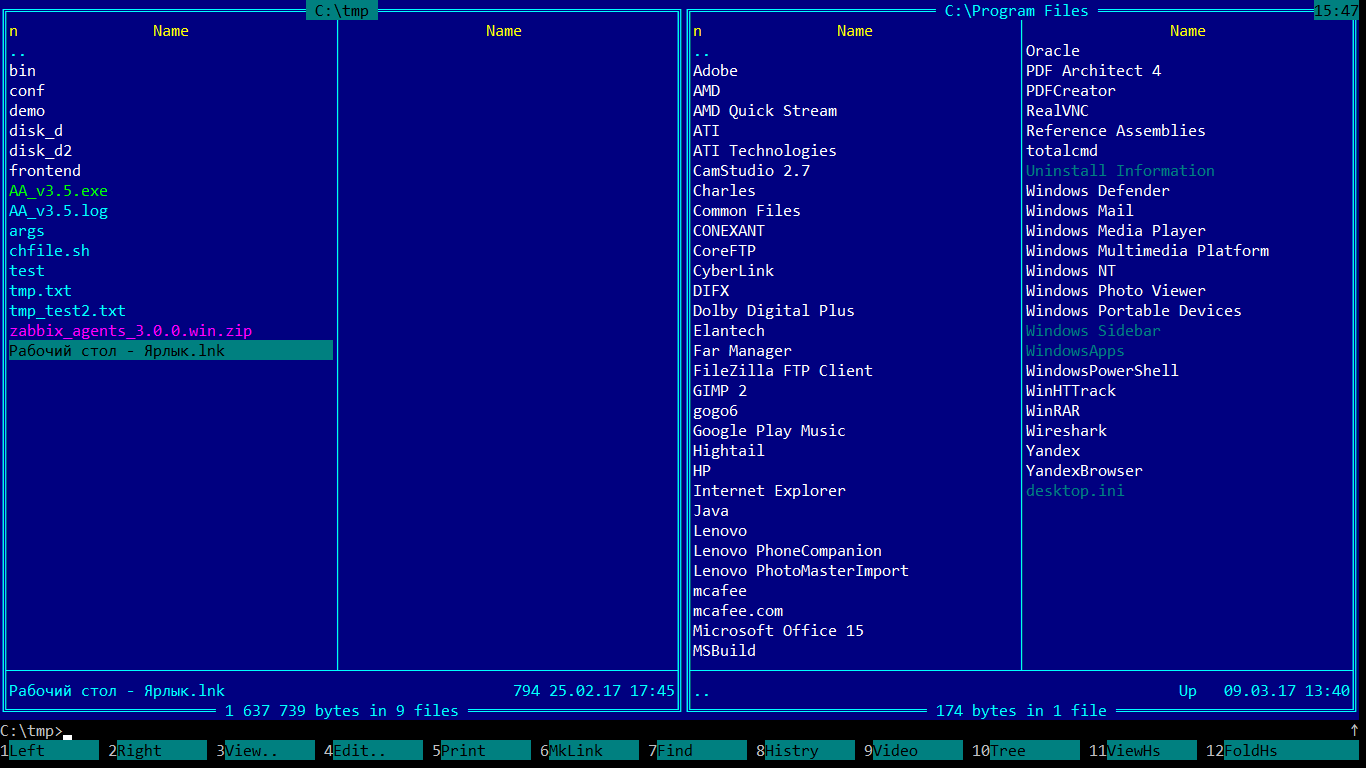 C:\tmp
n Name Name
..
bin
conf
demo
disk_d
disk_d2
frontend
AA_v3.5.exe
AA_v3.5.log
args
chfile.sh
test
tmp.txt
tmp_test2.txt
zabbix_agents_3.0.0.win.zip
Рабочий стол - Ярлык.lnk
Рабочий стол - Ярлык.lnk 794 25.02.17 17:45
1 637 739 bytes in 9 files
C:\Program Files 15:47
n Name Name
..
Adobe
AMD
AMD Quick Stream
ATI
ATI Technologies
CamStudio 2.7
Charles
Common Files
CONEXANT
CoreFTP
CyberLink
DIFX
Dolby Digital Plus
Elantech
Far Manager
FileZilla FTP Client
GIMP 2
gogo6
Google Play Music
Hightail
HP
Internet Explorer
Java
Lenovo
Lenovo PhoneCompanion
Lenovo PhotoMasterImport
mcafee
mcafee.com
Microsoft Office 15
MSBuild
Oracle
PDF Architect 4
PDFCreator
RealVNC
Reference Assemblies
totalcmd
Uninstall Information
Windows Defender
Windows Mail
Windows Media Player
Windows Multimedia Platform
Windows NT
Windows Photo Viewer
Windows Portable Devices
Windows Sidebar
WindowsApps
WindowsPowerShell
WinHTTrack
WinRAR
Wireshark
Yandex
YandexBrowser
desktop.ini
.. Up 09.03.17 13:40
174 bytes in 1 file
C:\tmp> ↑
1Left 2Right 3View.. 4Edit.. 5Print 6MkLink 7Find 8Histry 9Video 10Tree 11ViewHs 12FoldHs